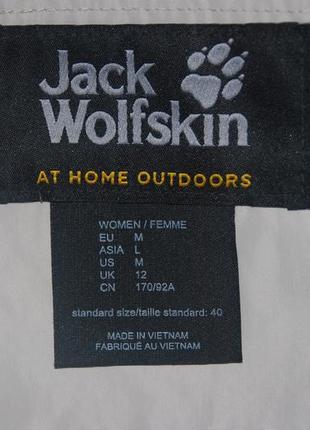 Jack
Wolfskin
AT HOME OUTDOORS
WOMEN / FEMME
EU M
ASIA L
US M
UK 12
CN 170/92A
standard size/taille standard: 40
MADE IN VIETNAM
FABRIQUÉ AU VIETNAM